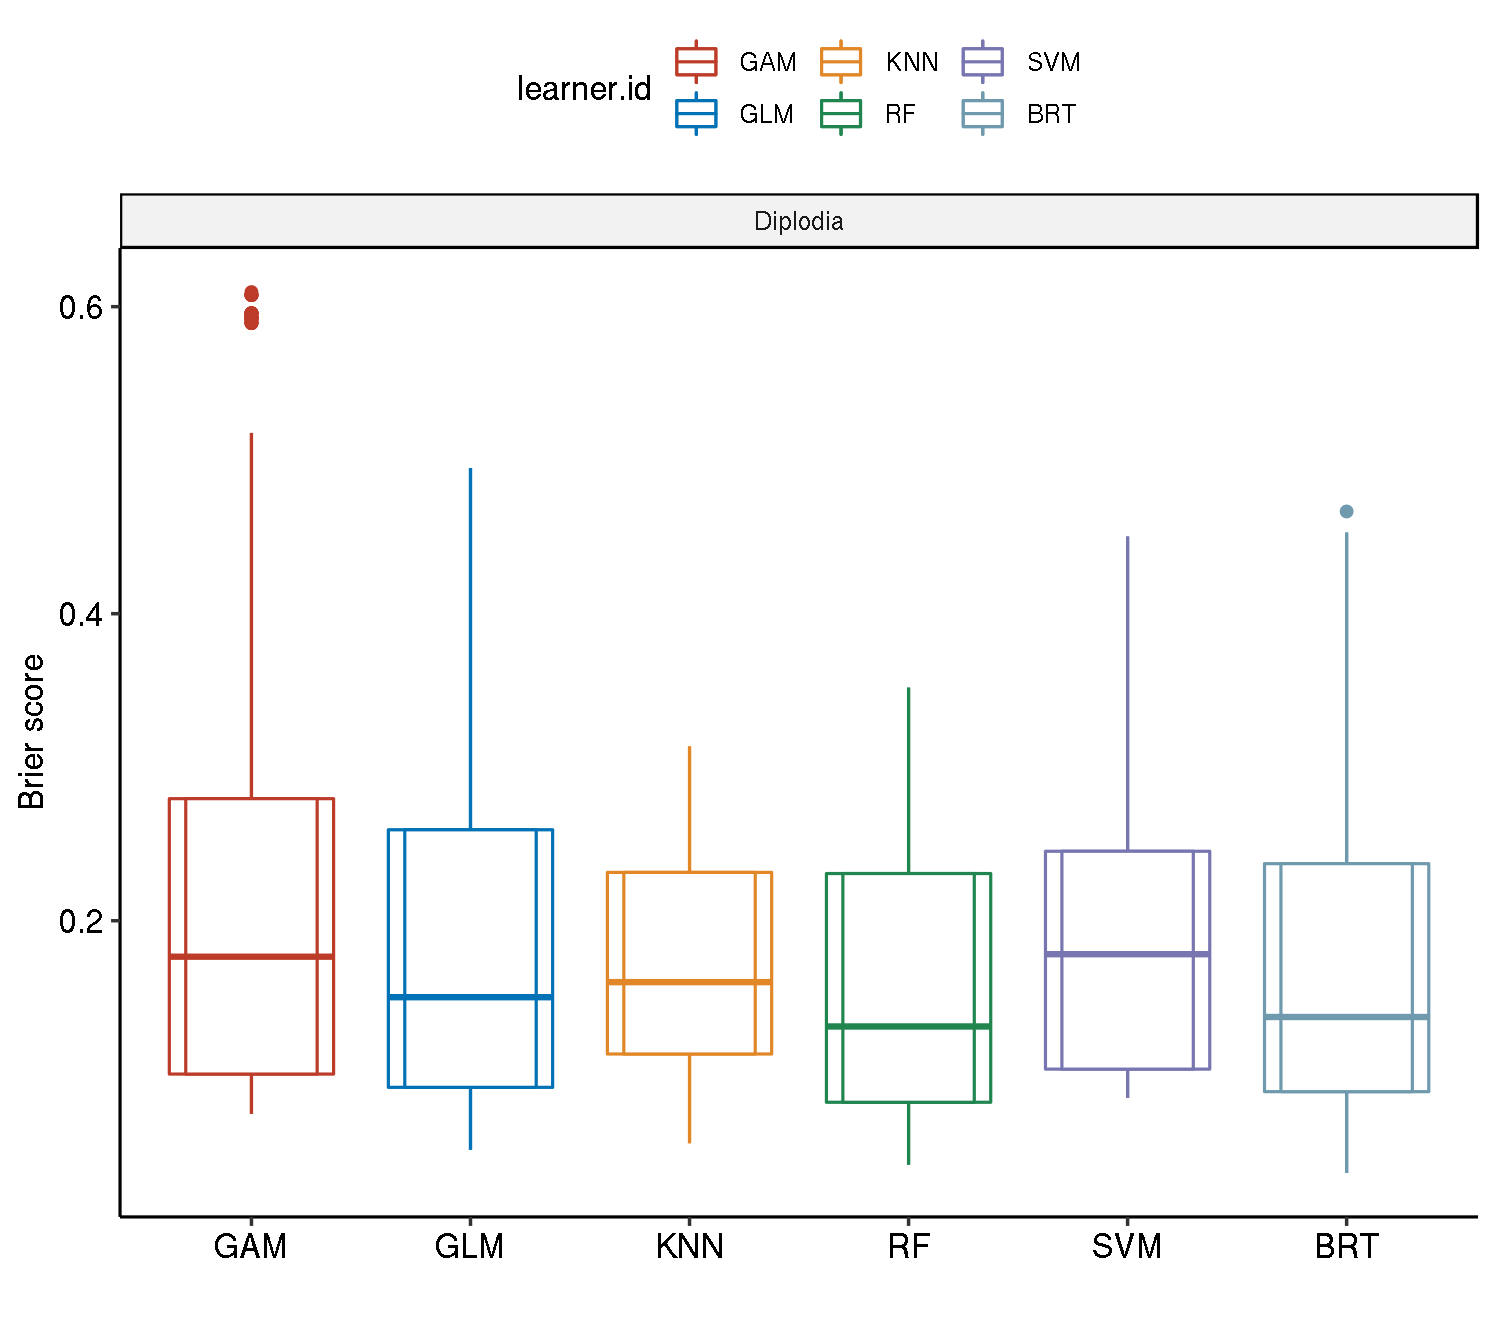 learner.id
GAM KNN SVM
GLM RF BRT
Diplodia
Brier score
0.6
0.4
0.2
GAM GLM KNN RF SVM BRT